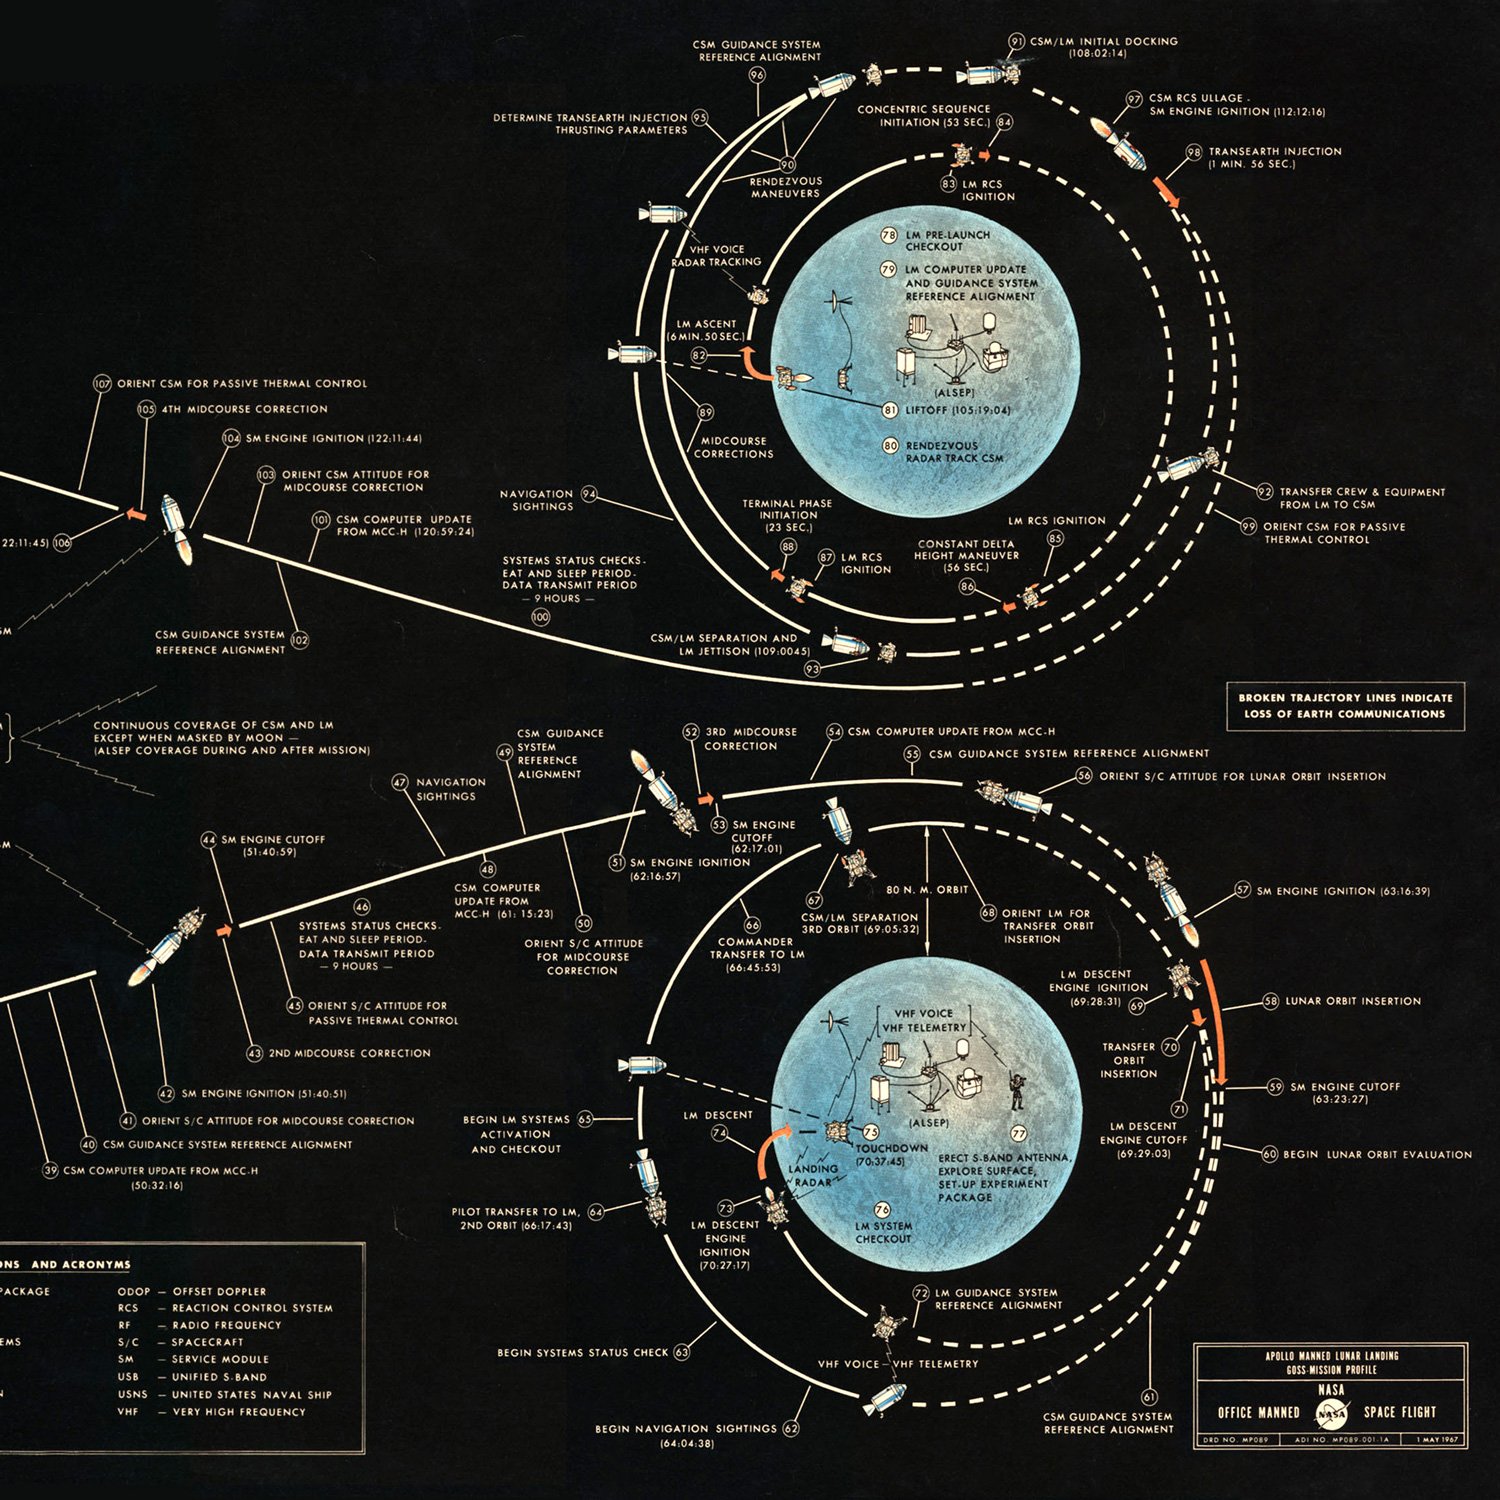 CSM GUIDANCE SYSTEM
REFERENCE ALIGNMENT
96
91 CSM/LM INITIAL DOCKING
(108:02:14)
DETERMINE TRANSEARTH INJECTION 95
THRUSTING PARAMETERS
CONCENTRIC SEQUENCE
INITIATION (53 SEC.) 84
97 CSM RCS ULLAGE -
SM ENGINE IGNITION (112:12:16)
98 TRANSEARTH INJECTION
(1 MIN. 56 SEC.)
90
RENDEZVOUS
MANEUVERS
83 LM RCS
IGNITION
VHF VOICE
RADAR TRACKING
78 LM PRE-LAUNCH
CHECKOUT
79 LM COMPUTER UPDATE
AND GUIDANCE SYSTEM
REFERENCE ALIGNMENT
LM ASCENT
(6 MIN. 50 SEC.)
82
(ALSEP)
81 LIFTOFF (105:19:04)
80 RENDEZVOUS
RADAR TRACK CSM
89
MIDCOURSE
CORRECTIONS
107 ORIENT CSM FOR PASSIVE THERMAL CONTROL
105 4TH MIDCOURSE CORRECTION
104 SM ENGINE IGNITION (122:11:44)
103 ORIENT CSM ATTITUDE FOR
MIDCOURSE CORRECTION
101 CSM COMPUTER UPDATE
FROM MCC-H (120:59:24)
22:11:45) 106
NAVIGATION 94
SIGHTINGS
TERMINAL PHASE
INITIATION
(23 SEC.)
88
87 LM RCS
IGNITION
LM RCS IGNITION
85
CONSTANT DELTA
HEIGHT MANEUVER
(56 SEC.)
86
92 TRANSFER CREW & EQUIPMENT
FROM LM TO CSM
99 ORIENT CSM FOR PASSIVE
THERMAL CONTROL
SYSTEMS STATUS CHECKS-
EAT AND SLEEP PERIOD-
DATA TRANSMIT PERIOD
— 9 HOURS —
100
SM
CSM GUIDANCE SYSTEM 102
REFERENCE ALIGNMENT
CSM/LM SEPARATION AND
LM JETTISON (109:0045)
93
BROKEN TRAJECTORY LINES INDICATE
LOSS OF EARTH COMMUNICATIONS
CONTINUOUS COVERAGE OF CSM AND LM
EXCEPT WHEN MASKED BY MOON —
(ALSEP COVERAGE DURING AND AFTER MISSION)
CSM GUIDANCE
49 SYSTEM
REFERENCE
ALIGNMENT
52 3RD MIDCOURSE
CORRECTION
54 CSM COMPUTER UPDATE FROM MCC-H
55 CSM GUIDANCE SYSTEM REFERENCE ALIGNMENT
56 ORIENT S/C ATTITUDE FOR LUNAR ORBIT INSERTION
47 NAVIGATION
SIGHTINGS
53 SM ENGINE
CUTOFF
(62:17:01)
51 SM ENGINE IGNITION
(62:16:57)
44 SM ENGINE CUTOFF
(51:40:59)
SM
48
CSM COMPUTER
UPDATE FROM
MCC-H (61: 15:23)
46
SYSTEMS STATUS CHECKS-
EAT AND SLEEP PERIOD-
DATA TRANSMIT PERIOD
— 9 HOURS —
50
ORIENT S/C ATTITUDE
FOR MIDCOURSE
CORRECTION
80 N. M. ORBIT
57 SM ENGINE IGNITION (63:16:39)
67
CSM/LM SEPARATION
3RD ORBIT (69:05:32)
68 ORIENT LM FOR
TRANSFER ORBIT
INSERTION
66
COMMANDER
TRANSFER TO LM
(66:45:53)
LM DESCENT
ENGINE IGNITION
(69:28:31)
69
58 LUNAR ORBIT INSERTION
45 ORIENT S/C ATTITUDE FOR
PASSIVE THERMAL CONTROL
43 2ND MIDCOURSE CORRECTION
VHF VOICE
VHF TELEMETRY
TRANSFER 70
ORBIT
INSERTION
59 SM ENGINE CUTOFF
(63:23:27)
42 SM ENGINE IGNITION (51:40:51)
41 ORIENT S/C ATTITUDE FOR MIDCOURSE CORRECTION
40 CSM GUIDANCE SYSTEM REFERENCE ALIGNMENT
39 CSM COMPUTER UPDATE FROM MCC-H
(50:32:16)
BEGIN LM SYSTEMS 65
ACTIVATION
AND CHECKOUT
LM DESCENT
74
(ALSEP)
75
TOUCHDOWN
(70:37:45)
77
ERECT S-BAND ANTENNA,
EXPLORE SURFACE,
SET-UP EXPERIMENT
PACKAGE
LANDING
RADAR
71
LM DESCENT
ENGINE CUTOFF
(69:29:03)
60 BEGIN LUNAR ORBIT EVALUATION
PILOT TRANSFER TO LM, 64
2ND ORBIT (66:17:43)
73
LM DESCENT
ENGINE
IGNITION
(70:27:17)
76
LM SYSTEM
CHECKOUT
72 LM GUIDANCE SYSTEM
REFERENCE ALIGNMENT
BEGIN SYSTEMS STATUS CHECK 63
VHF VOICE — VHF TELEMETRY
BEGIN NAVIGATION SIGHTINGS 62
(64:04:38)
61
CSM GUIDANCE SYSTEM
REFERENCE ALIGNMENT
ONS AND ACRONYMS
PACKAGE
EMS
N
ODOP — OFFSET DOPPLER
RCS — REACTION CONTROL SYSTEM
RF — RADIO FREQUENCY
S/C — SPACECRAFT
SM — SERVICE MODULE
USB — UNIFIED S-BAND
USNS — UNITED STATES NAVAL SHIP
VHF — VERY HIGH FREQUENCY
APOLLO MANNED LUNAR LANDING
GOSS-MISSION PROFILE
NASA
OFFICE MANNED NASA SPACE FLIGHT
DRD NO. MP089 ADI NO. MP089-001-1A 1 MAY 1967